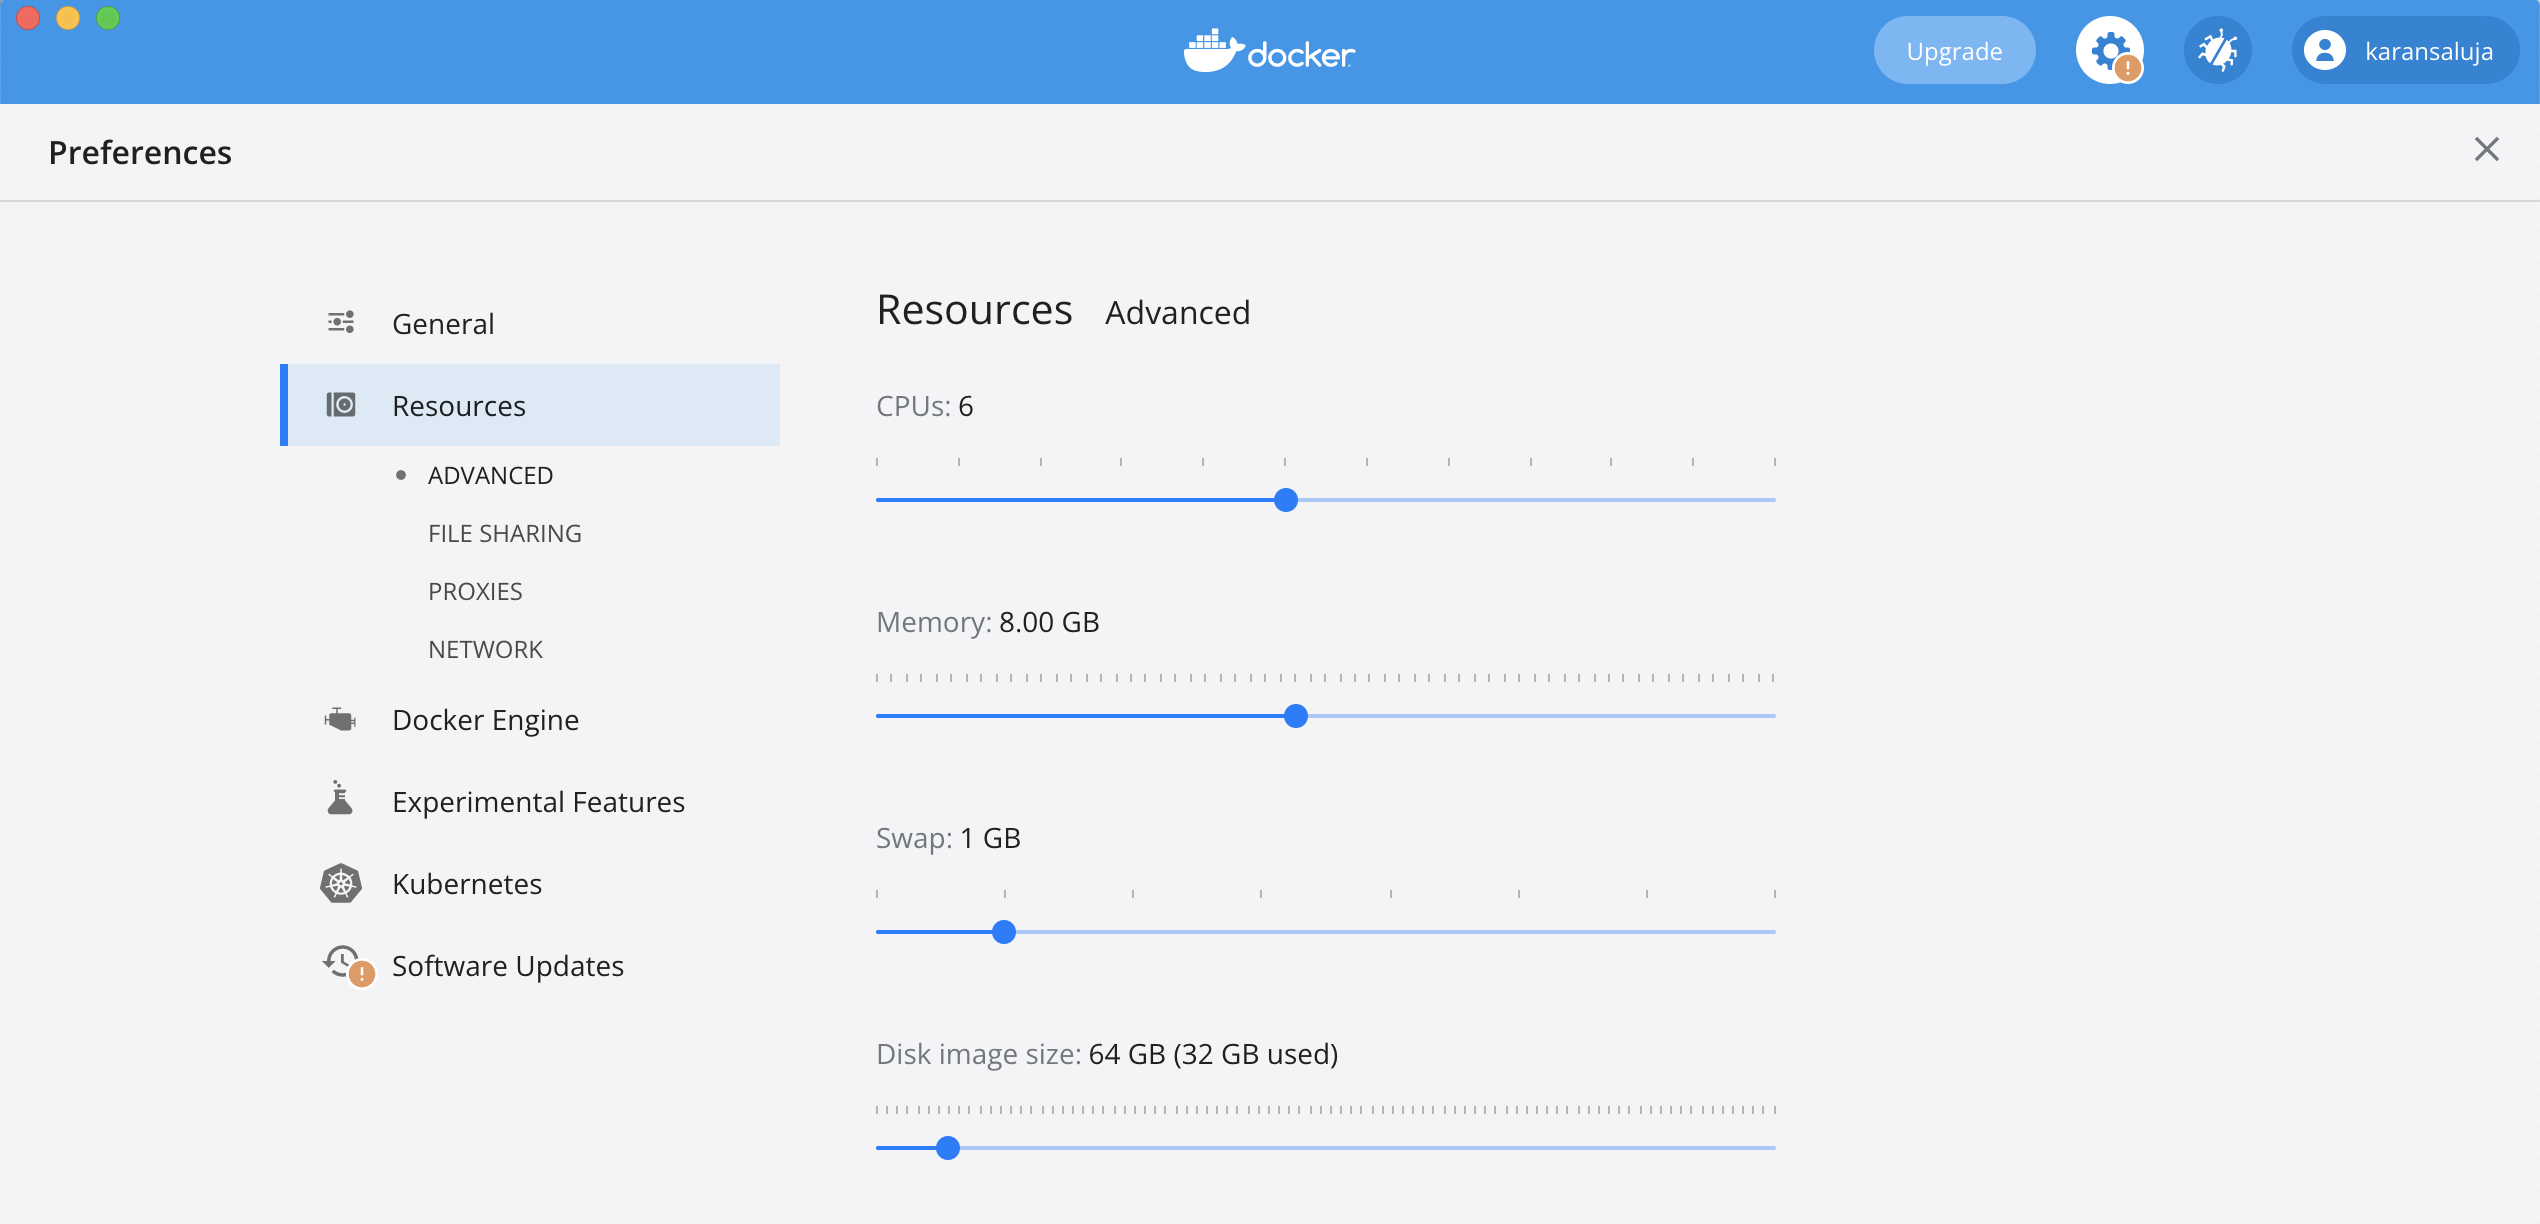 docker
Upgrade
karansaluja
Preferences
General
Resources
ADVANCED
FILE SHARING
PROXIES
NETWORK
Docker Engine
Experimental Features
Kubernetes
Software Updates
Resources Advanced
CPUs: 6
Memory: 8.00 GB
Swap: 1 GB
Disk image size: 64 GB (32 GB used)